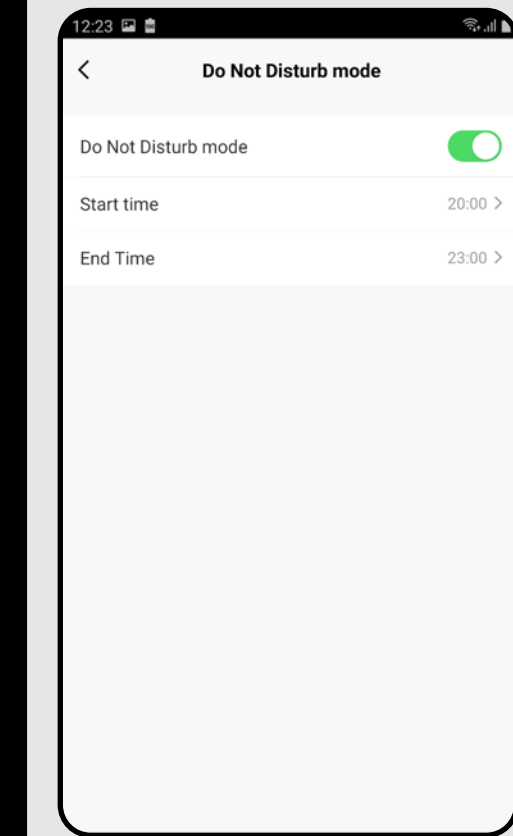 12:23
Do Not Disturb mode
Do Not Disturb mode
Start time 20:00
End Time 23:00